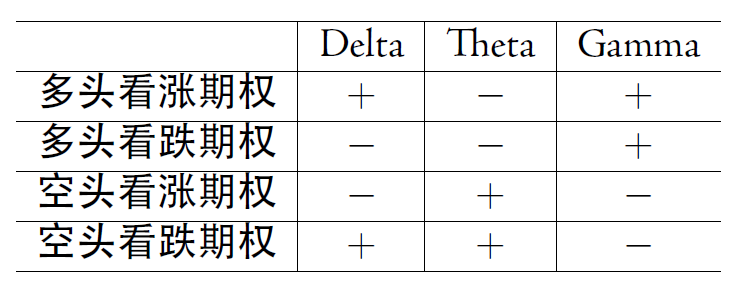 Delta Theta Gamma
多头看涨期权 + − +
多头看跌期权 − − +
空头看涨期权 − + −
空头看跌期权 + + −